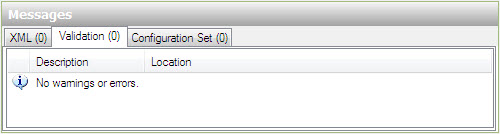 Messages
XML (0) Validation (0) Configuration Set (0)
Description Location
No warnings or errors.